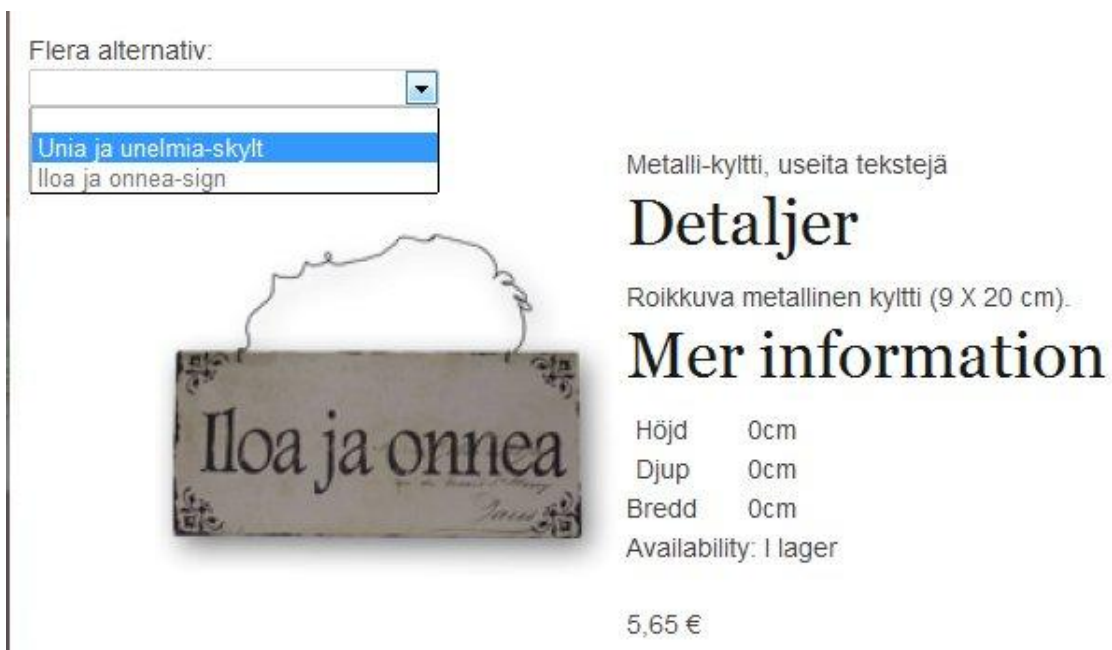 Flera alternativ:
Unia ja unelmia-skylt
Iloa ja onnea-sign
Iloa ja onnea
Paris
Metalli-kyltti, useita tekstejä
Detaljer
Roikkuva metallinen kyltti (9 X 20 cm).
Mer information
Höjd 0cm
Djup 0cm
Bredd 0cm
Availability: I lager
5,65 €